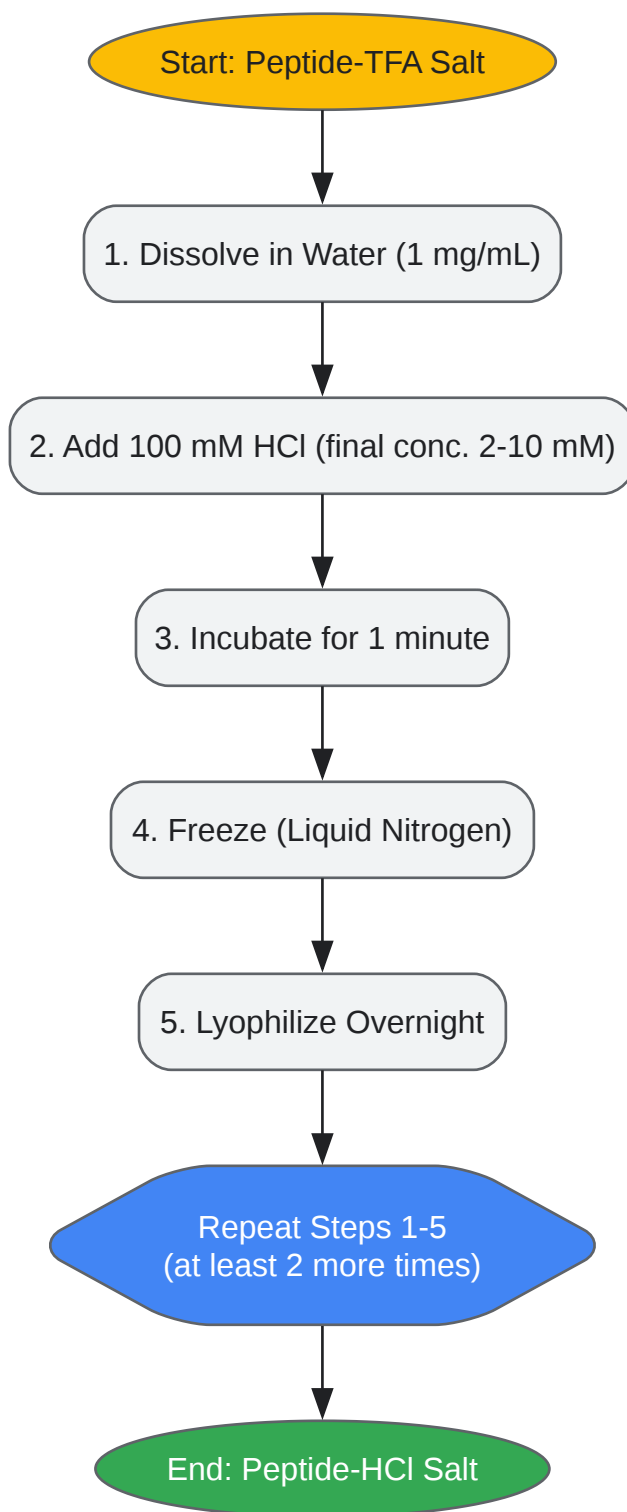 Start: Peptide-TFA Salt
1. Dissolve in Water (1 mg/mL)
2. Add 100 mM HCl (final conc. 2-10 mM)
3. Incubate for 1 minute
4. Freeze (Liquid Nitrogen)
5. Lyophilize Overnight
Repeat Steps 1-5
(at least 2 more times)
End: Peptide-HCl Salt